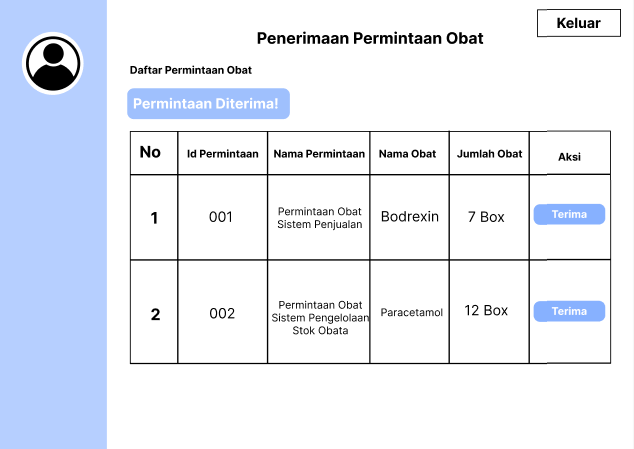 Keluar
Penerimaan Permintaan Obat
Daftar Permintaan Obat
Permintaan Diterima!
No Id Permintaan Nama Permintaan Nama Obat Jumlah Obat Aksi
1 001 Permintaan Obat Bodrexin 7 Box Terima
Sistem Penjualan
2 002 Permintaan Obat Paracetamol 12 Box Terima
Sistem Pengelolaan
Stok Obata